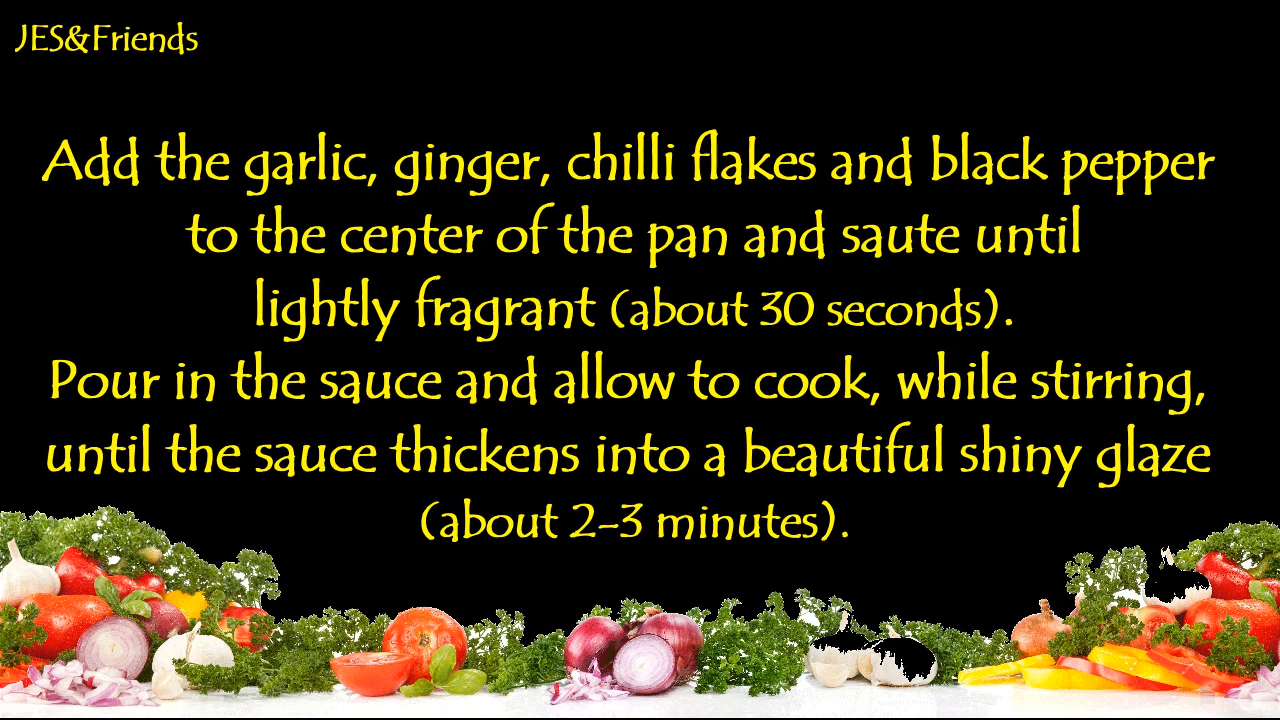 JES&Friends
Add the garlic, ginger, chilli flakes and black pepper
to the center of the pan and saute until
lightly fragrant (about 30 seconds).
Pour in the sauce and allow to cook, while stirring,
until the sauce thickens into a beautiful shiny glaze
(about 2-3 minutes).